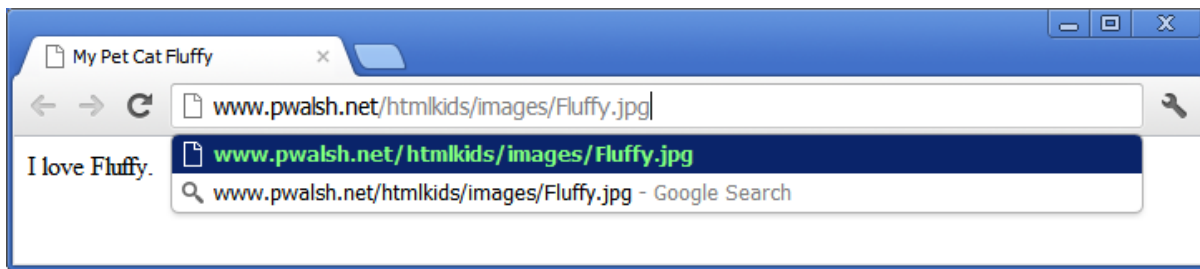 My Pet Cat Fluffy
www.pwalsh.net/htmlkids/images/Fluffy.jpg
www.pwalsh.net/htmlkids/images/Fluffy.jpg
I love Fluffy.
www.pwalsh.net/htmlkids/images/Fluffy.jpg - Google Search